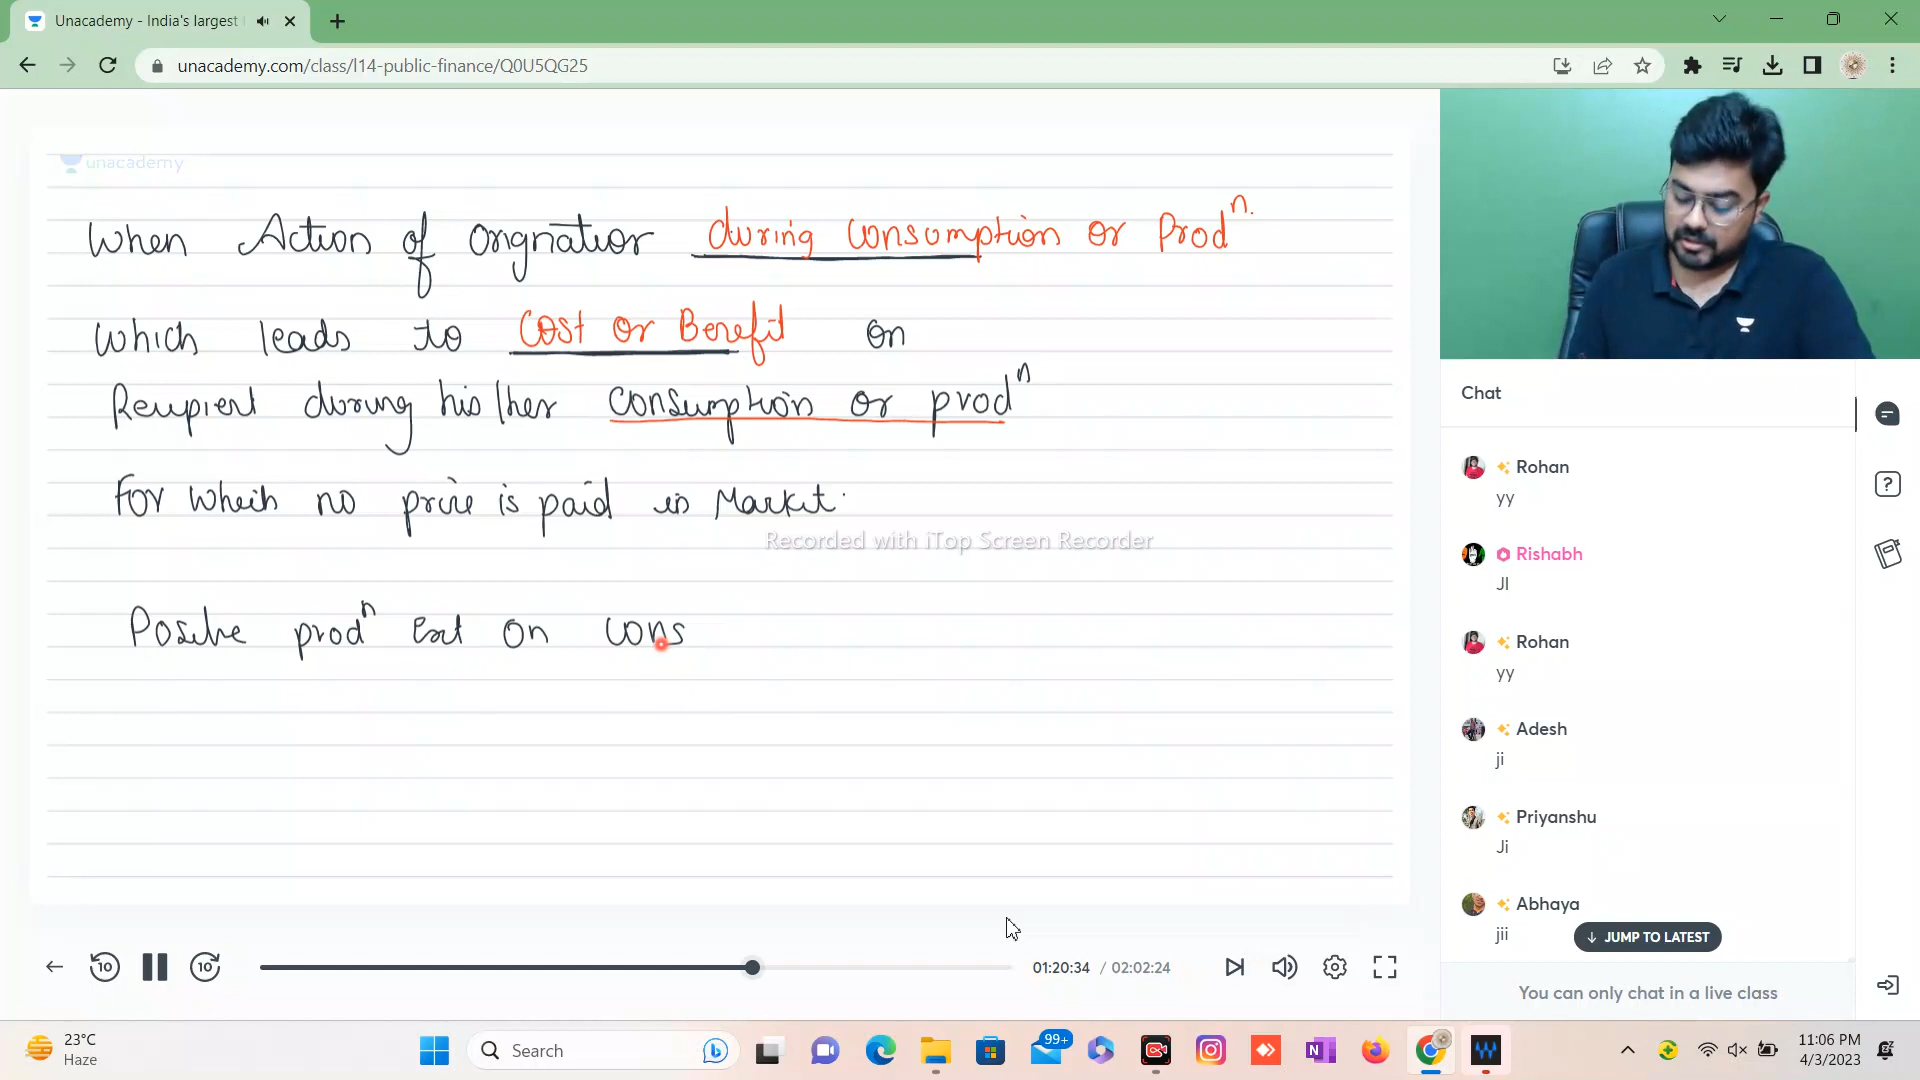 Unacademy - India's largest
unacademy.com/class/l14-public-finance/Q0U5QG25
unacademy
When Action of Orignatior during Consumption or Prodⁿ.
which leads to Cost or Benefit on
Recipient during his/her Consumption or prodⁿ
For which no price is paid in Market.
Recorded with iTop Screen Recorder
Positive prodⁿ Ext on cons
10
10
01:20:34 / 02:02:24
Chat
Rohan
yy
Rishabh
JI
Rohan
yy
Adesh
ji
Priyanshu
Ji
Abhaya
jii
JUMP TO LATEST
You can only chat in a live class
23°C
Haze
Search
99+
11:06 PM
4/3/2023